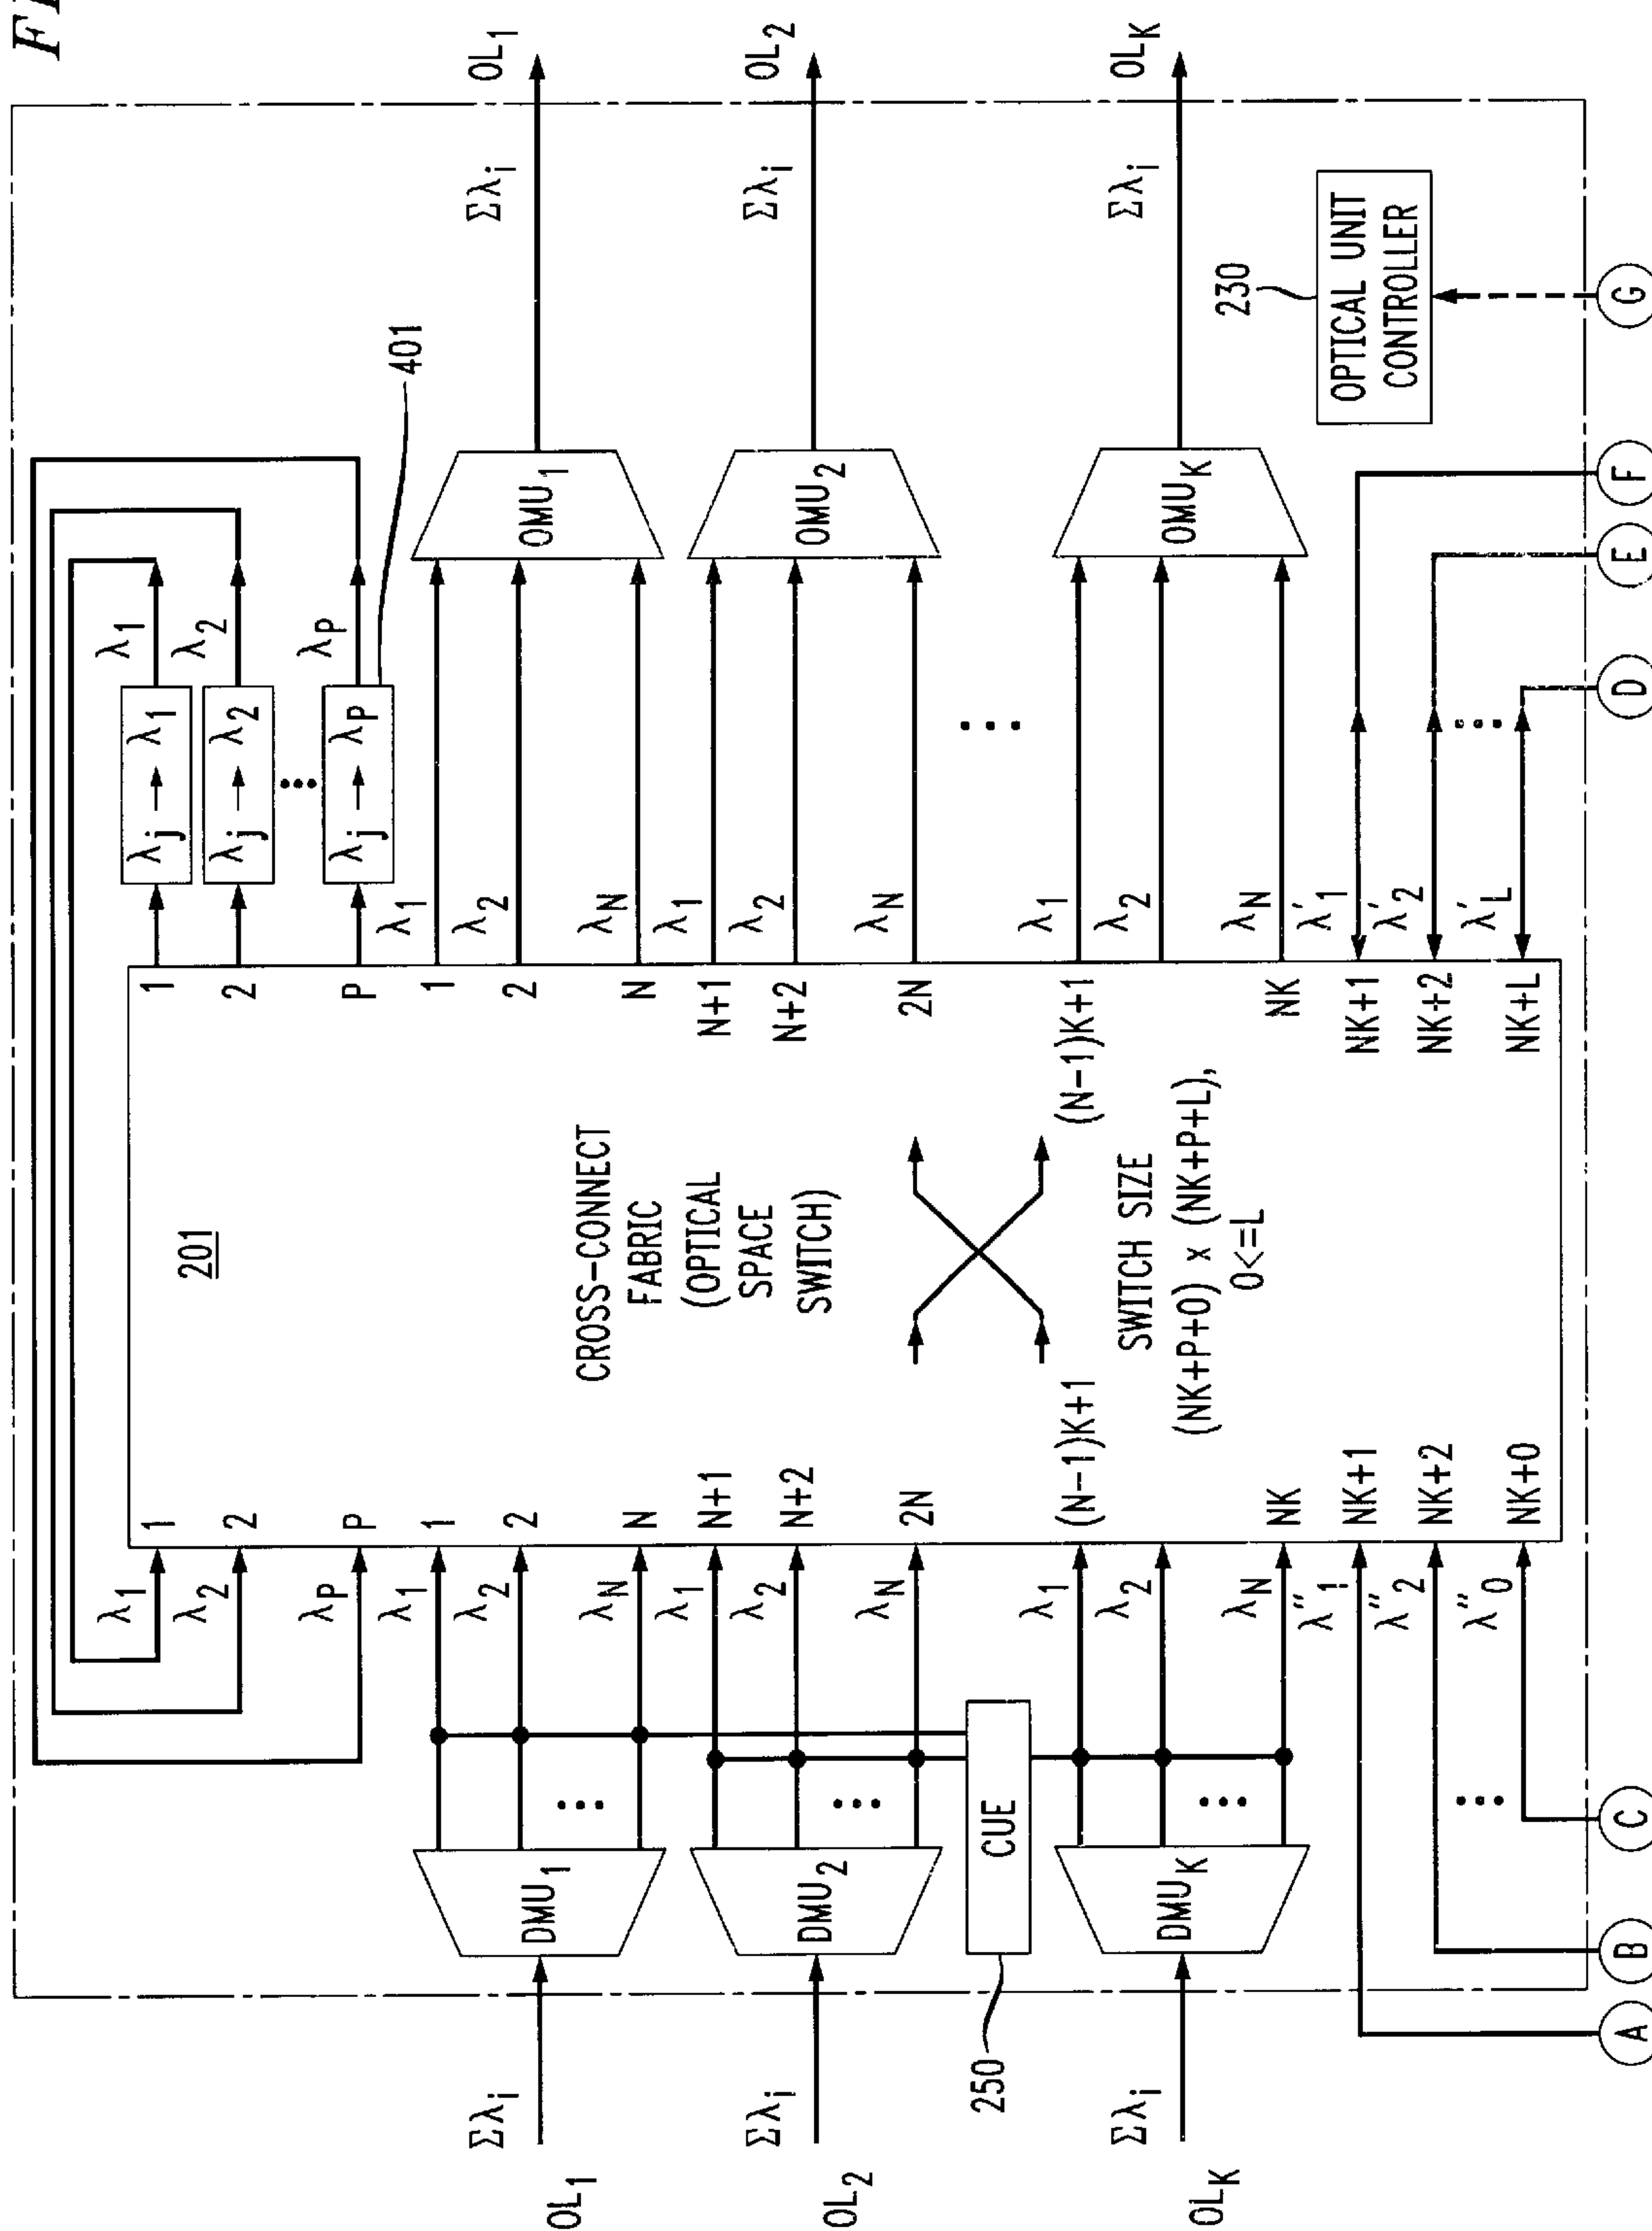 FI
201
CROSS-CONNECT
FABRIC
(OPTICAL
SPACE
SWITCH)
SWITCH SIZE
(NK+P+O) x (NK+P+L),
O<=L
λ1
λ2
λP
λ1
λ2
λN
λ1
λ2
λN
λ1
λ2
λN
λ''1
λ''2
λ''O
1
2
P
1
2
N
N+1
N+2
2N
(N-1)K+1
NK
NK+1
NK+2
NK+O
1
2
P
1
2
N
N+1
N+2
2N
(N-1)K+1
NK
NK+1
NK+2
NK+L
λj → λ1
λj → λ2
λj → λP
λ1
λ2
λP
401
λ1
λ2
λN
λ1
λ2
λN
λ1
λ2
λN
λ'1
λ'2
λ'L
OMU1
OMU2
OMUK
Σλi
Σλi
Σλi
OL1
OL2
OLK
Σλi
Σλi
Σλi
OL1
OL2
OLK
DMU1
DMU2
DMUK
CUE
250
230
OPTICAL UNIT
CONTROLLER
A
B
C
D
E
F
G